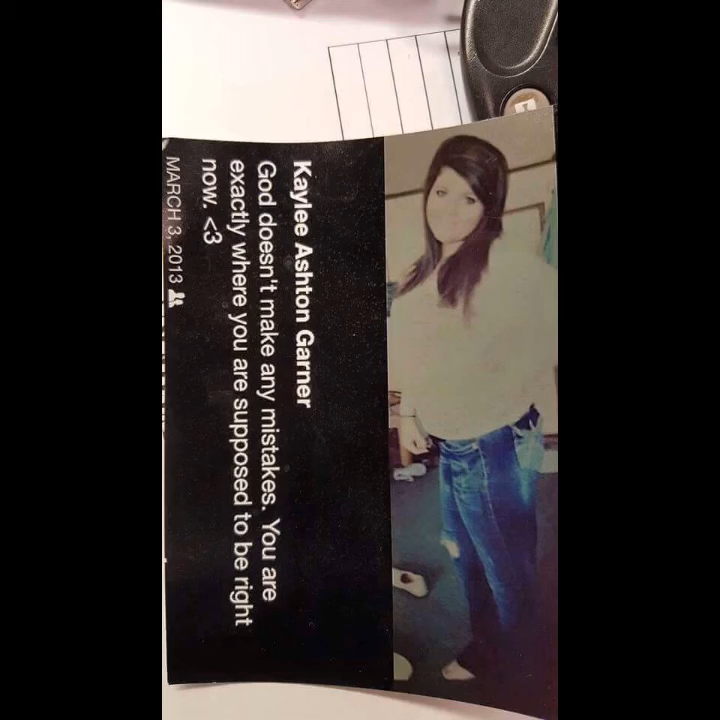 Kaylee Ashton Garner
God doesn't make any mistakes. You are
exactly where you are supposed to be right
now. <3
MARCH 3, 2013